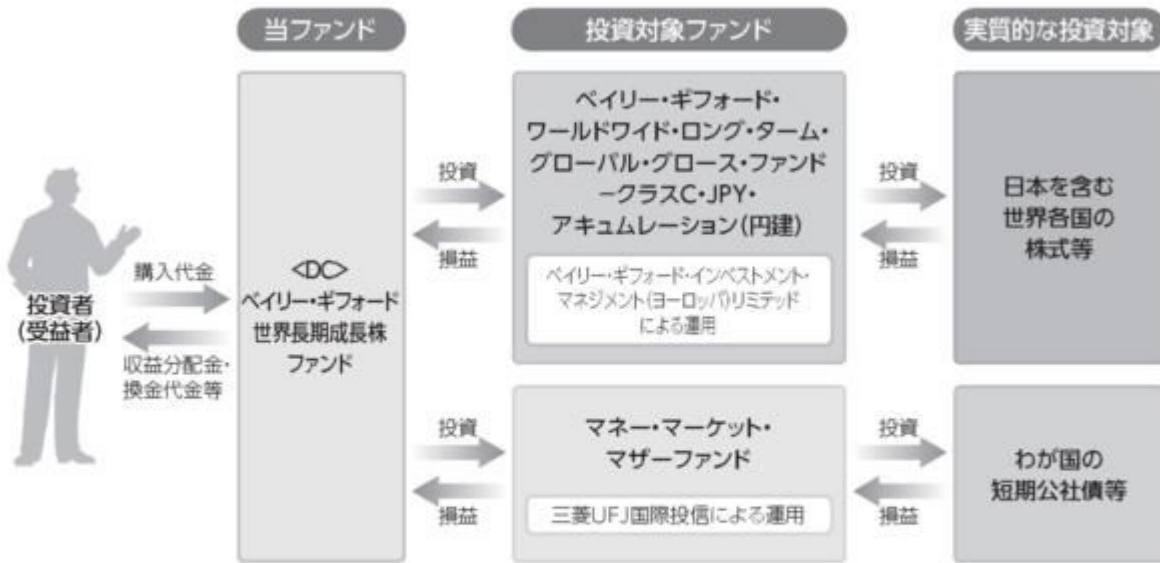 当ファンド
投資対象ファンド
実質的な投資対象
投資者
(受益者)
購入代金
収益分配金・
換金代金等
<DC>
ベイリー・ギフォード
世界長期成長株
ファンド
投資
損益
ベイリー・ギフォード・
ワールドワイド・ロング・ターム・
グローバル・グロース・ファンド
－クラスC・JPY・
アキュムレーション(円建)
ベイリー・ギフォード・インベストメント・
マネジメント(ヨーロッパ)リミテッド
による運用
投資
損益
日本を含む
世界各国の
株式等
投資
損益
マネー・マーケット・
マザーファンド
三菱UFJ国際投信による運用
投資
損益
わが国の
短期公社債等